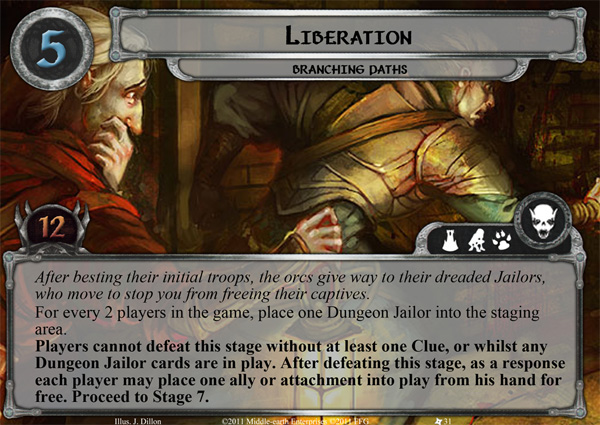 5
LIBERATION
BRANCHING PATHS
12
After besting their initial troops, the orcs give way to their dreaded Jailors,
who move to stop you from freeing their captives.
For every 2 players in the game, place one Dungeon Jailor into the staging
area.
Players cannot defeat this stage without at least one Clue, or whilst any
Dungeon Jailor cards are in play. After defeating this stage, as a response
each player may place one ally or attachment into play from his hand for
free. Proceed to Stage 7.
Illus. J. Dillon ©2011 Middle-earth Enterprises ©2011 FFG 31